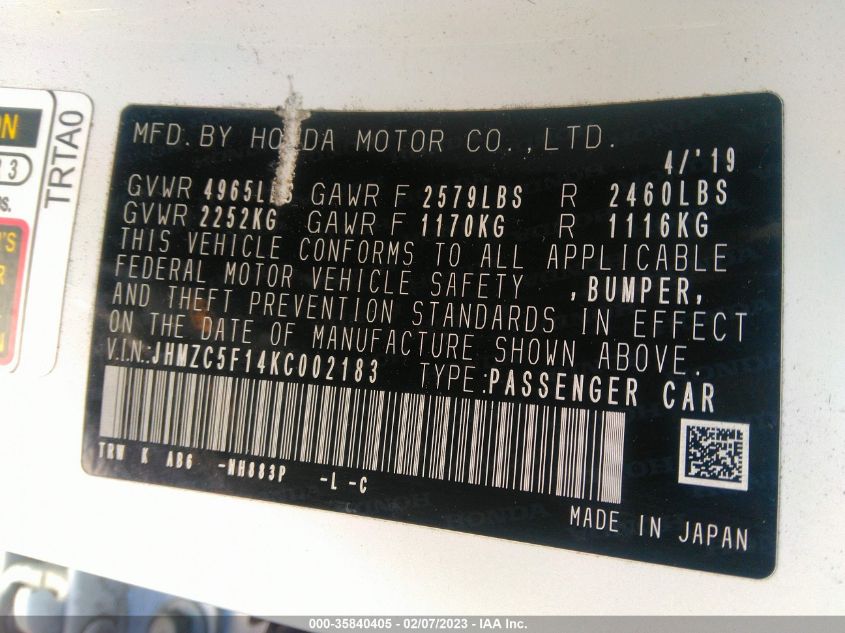 MFD. BY HONDA MOTOR CO., LTD.
4/'19
GVWR 4965LBS GAWR F 2579LBS R 2460LBS
GVWR 2252KG GAWR F 1170KG R 1116KG
THIS VEHICLE CONFORMS TO ALL APPLICABLE
FEDERAL MOTOR VEHICLE SAFETY , BUMPER,
AND THEFT PREVENTION STANDARDS IN EFFECT
ON THE DATE OF MANUFACTURE SHOWN ABOVE.
V.I.N.:JHMZC5F14KC002183 TYPE:PASSENGER CAR
TRW K AB6 -NH883P -L -C
MADE IN JAPAN
TRTA0
000-35840405 - 02/07/2023 - IAA Inc.